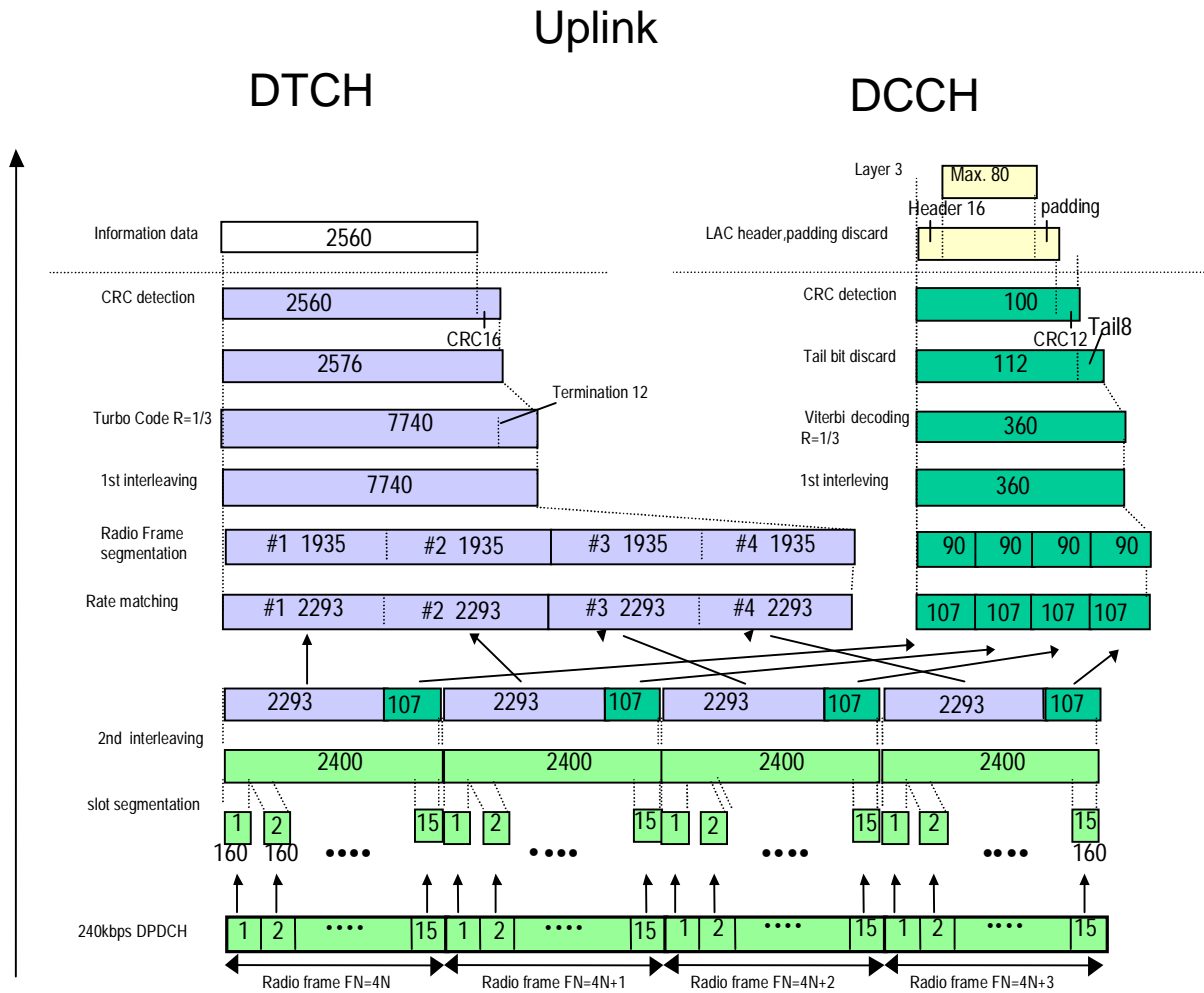 Uplink
DTCH
DCCH
Layer 3
Max. 80
Header 16
padding
Information data
2560
LAC header,padding discard
CRC detection
2560
CRC detection
100
CRC16
CRC12
Tail8
2576
Tail bit discard
112
Termination 12
Turbo Code R=1/3
7740
Viterbi decoding
R=1/3
360
1st interleaving
7740
1st interleving
360
Radio Frame
segmentation
#1 1935 #2 1935 #3 1935 #4 1935
90 90 90 90
Rate matching
#1 2293 #2 2293 #3 2293 #4 2293
107 107 107 107
2293 107 2293 107 2293 107 2293 107
2nd interleaving
2400 2400 2400 2400
slot segmentation
1 2 15 1 2 15 1 2 15 1 2 15
160 160 •••• •••• •••• •••• 160
240kbps DPDCH
1 2 •••• 15 1 2 •••• 15 1 2 •••• 15 1 2 •••• 15
Radio frame FN=4N Radio frame FN=4N+1 Radio frame FN=4N+2 Radio frame FN=4N+3